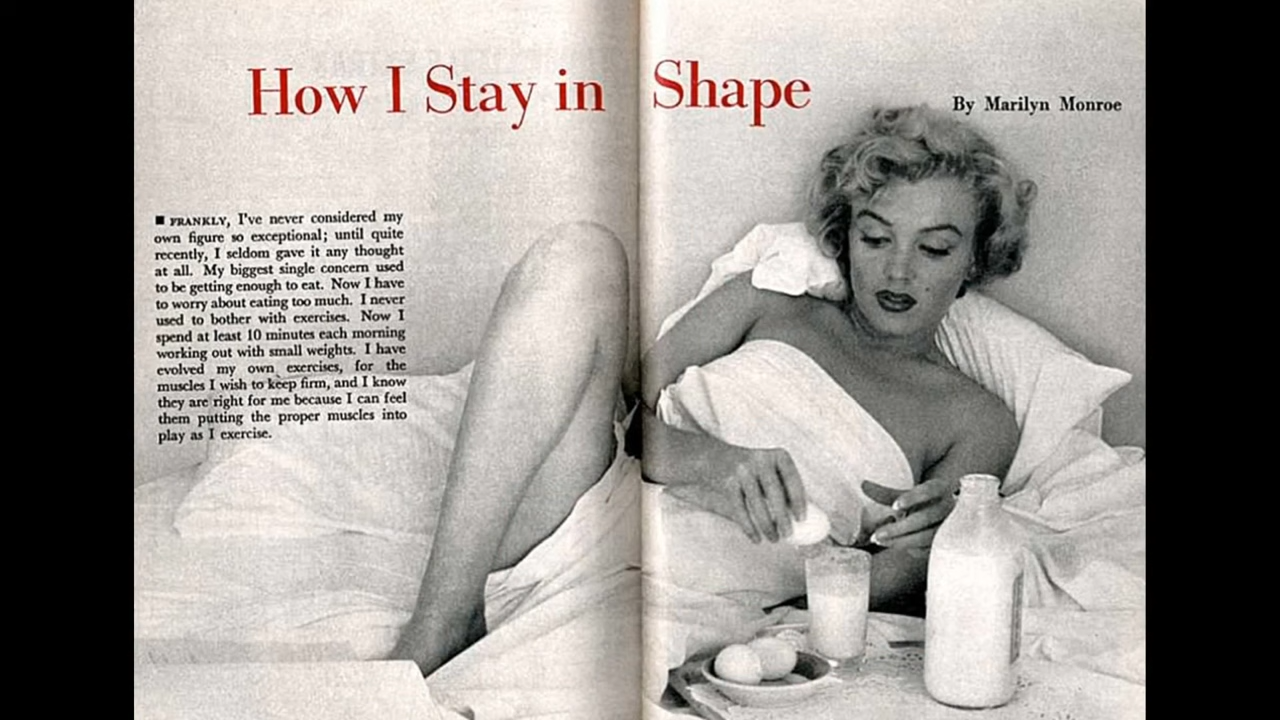 How I Stay in Shape
By Marilyn Monroe
■ FRANKLY, I've never considered my
own figure so exceptional; until quite
recently, I seldom gave it any thought
at all. My biggest single concern used
to be getting enough to eat. Now I have
to worry about eating too much. I never
used to bother with exercises. Now I
spend at least 10 minutes each morning
working out with small weights. I have
evolved my own exercises, for the
muscles I wish to keep firm, and I know
they are right for me because I can feel
them putting the proper muscles into
play as I exercise.